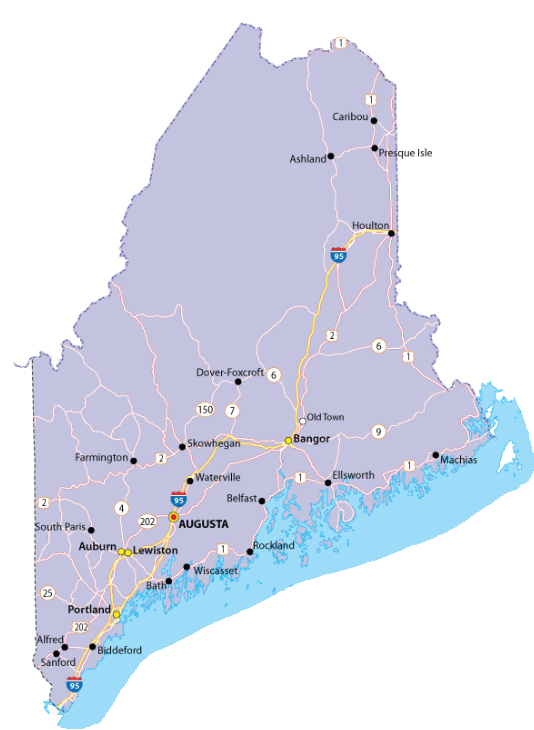 1
1
Caribou
Presque Isle
Ashland
Houlton
95
2
6
1
Dover-Foxcroft
6
150
7
Old Town
9
Bangor
Skowhegan
2
Farmington
Machias
1
Ellsworth
1
Waterville
95
Belfast
2
4
202
AUGUSTA
South Paris
Auburn
Lewiston
1
Rockland
Wiscasset
Bath
25
Portland
202
Alfred
Biddeford
Sanford
95